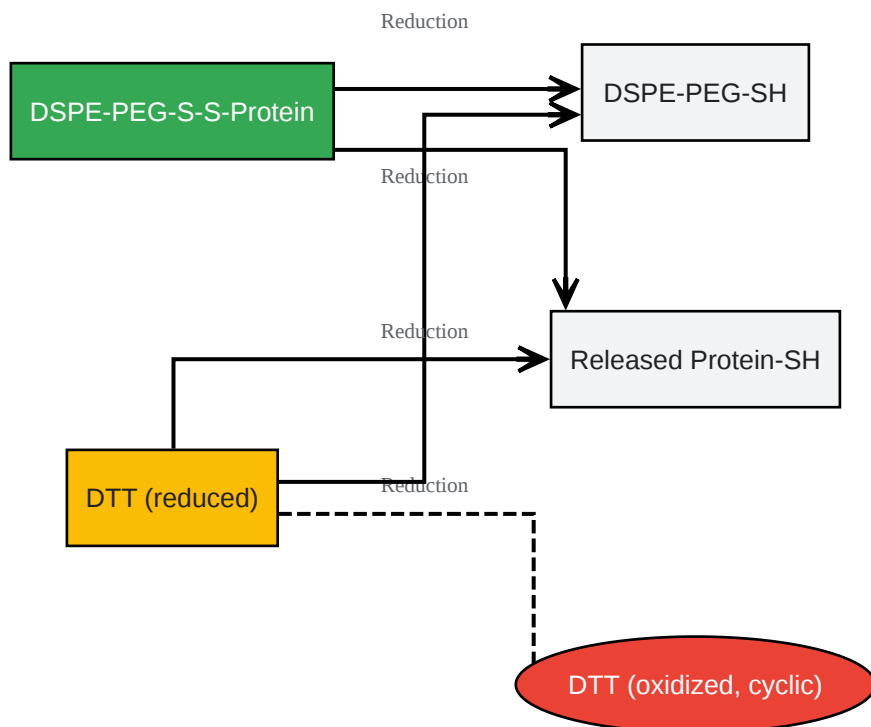 Reduction
DSPE-PEG-SH
DSPE-PEG-S-S-Protein
Reduction
Reduction
Released Protein-SH
Reduction
DTT (reduced)
DTT (oxidized, cyclic)